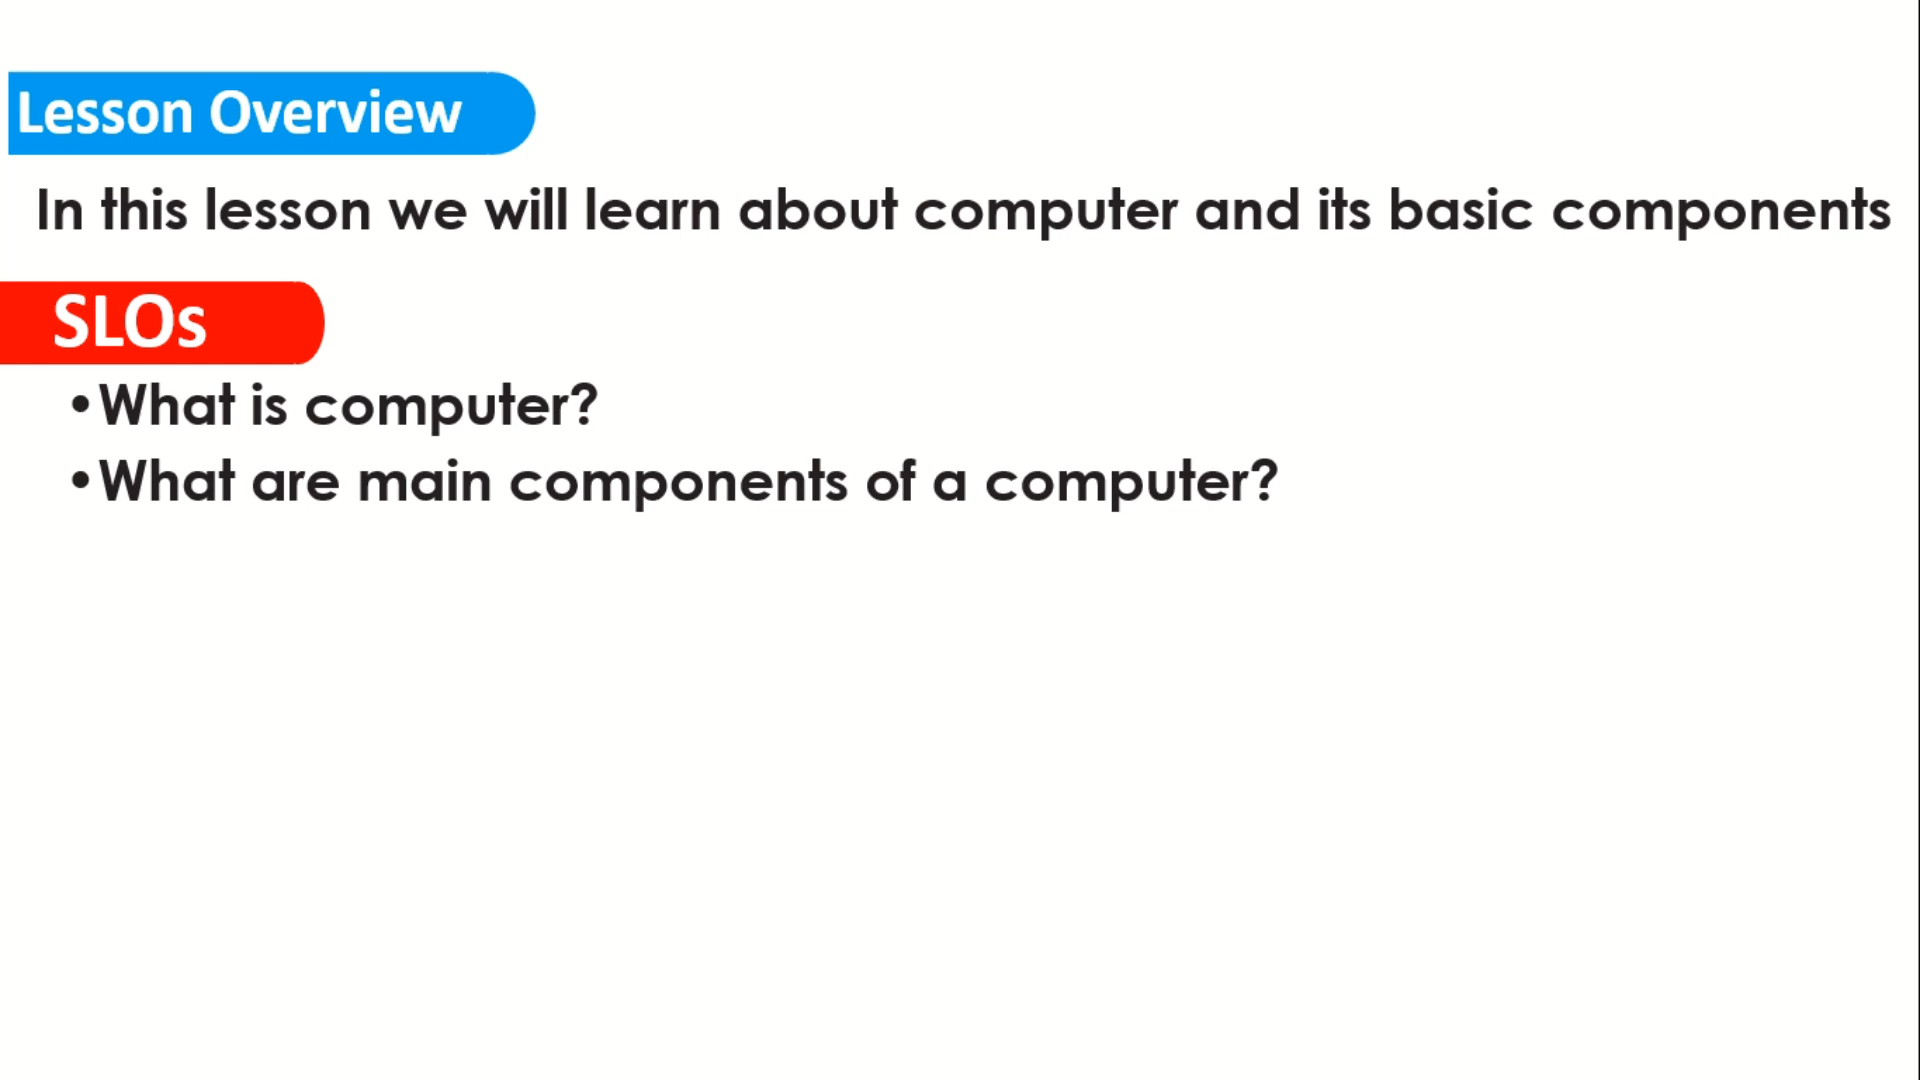 Lesson Overview
In this lesson we will learn about computer and its basic components
SLOs
•What is computer?
•What are main components of a computer?